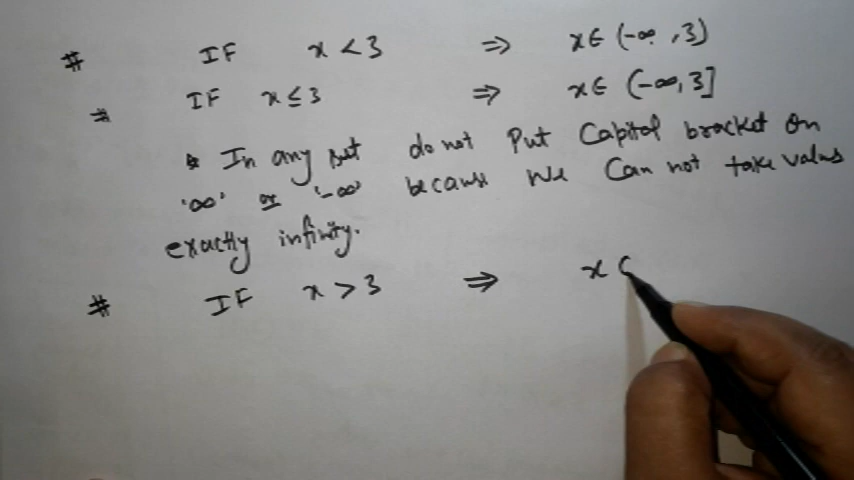 # IF x < 3 ⇒ x ∈ (-∞, 3)
# IF x ≤ 3 ⇒ x ∈ (-∞, 3]
* In any set do not Put Capital bracket on
'∞' or '-∞' because We Can not take values
exactly infinity.
# IF x > 3 ⇒ x